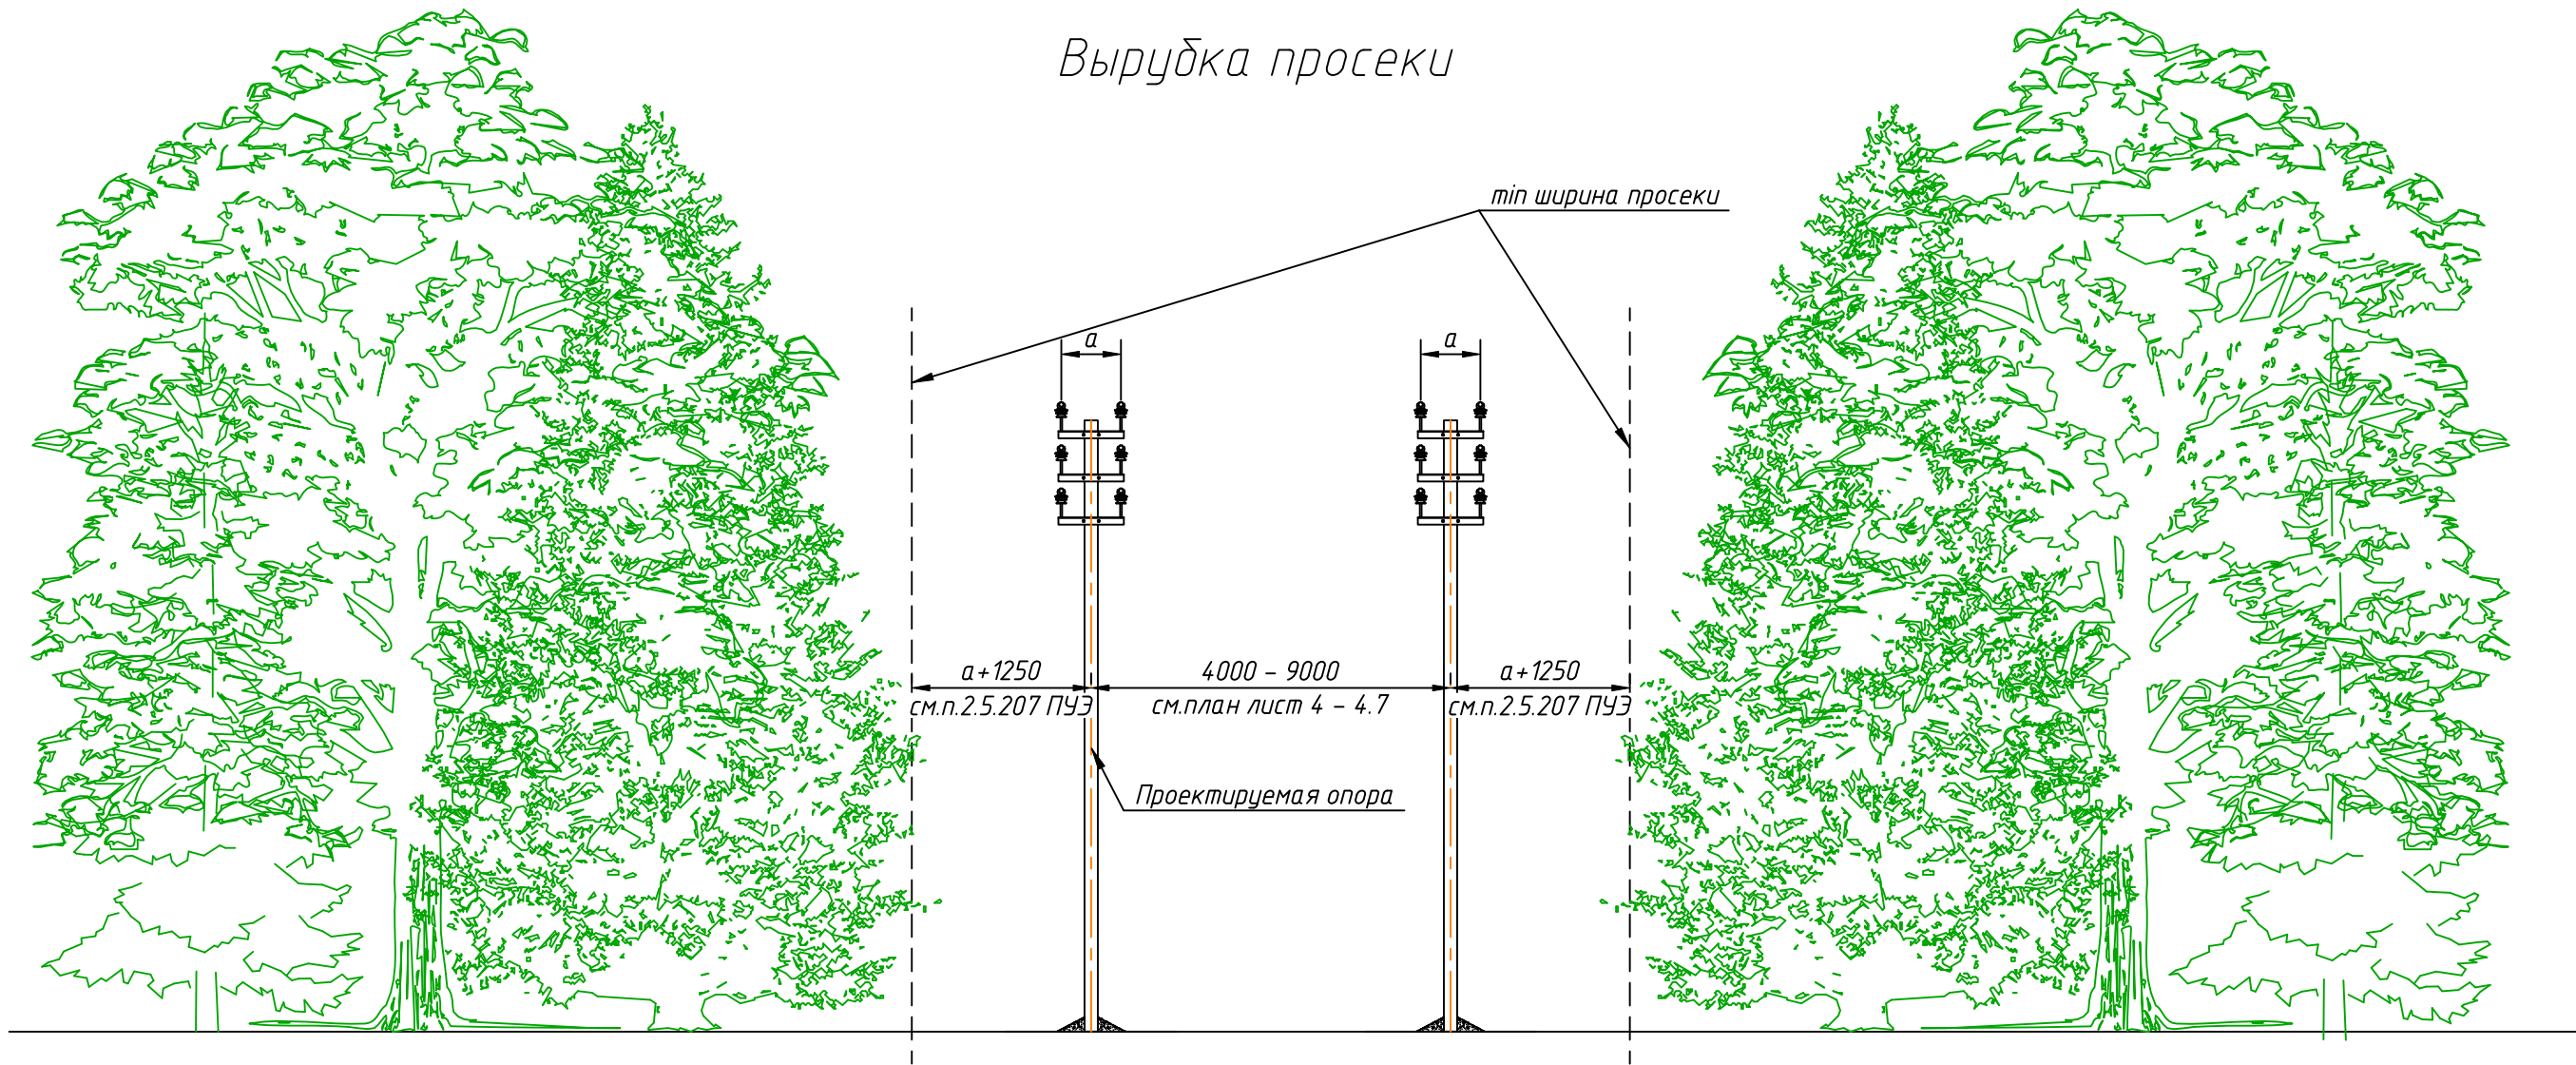 Вырубка просеки
min ширина просеки
а
а
а+1250
4000 – 9000
а+1250
см.п.2.5.207 ПУЭ
см.план лист 4 – 4.7
см.п.2.5.207 ПУЭ
Проектируемая опора